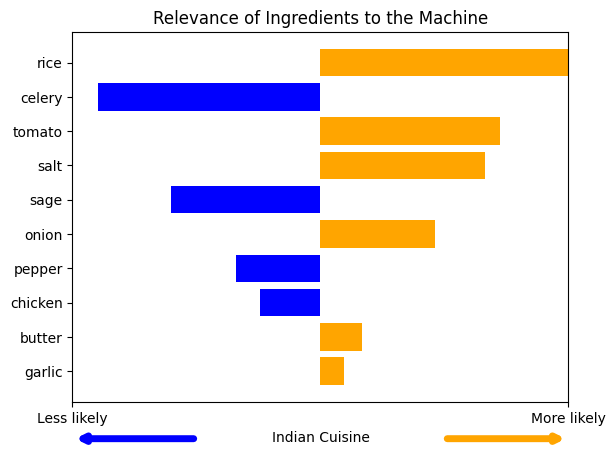 Relevance of Ingredients to the Machine
rice
celery
tomato
salt
sage
onion
pepper
chicken
butter
garlic
Less likely
More likely
Indian Cuisine